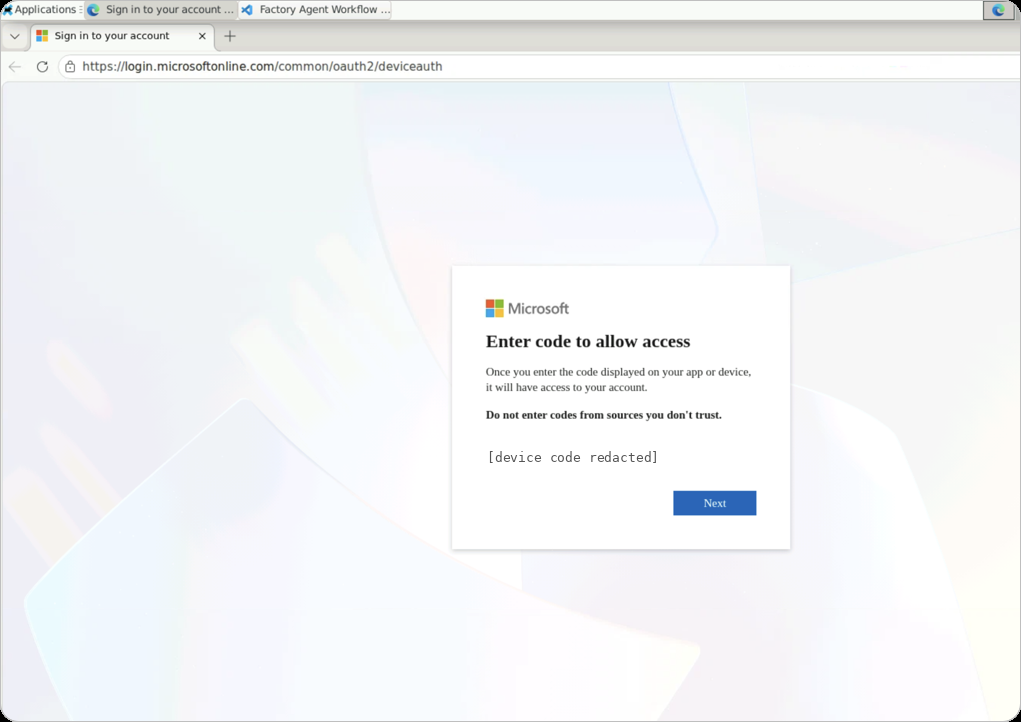 Applications
Sign in to your account ...
Factory Agent Workflow ...
Sign in to your account
https://login.microsoftonline.com/common/oauth2/deviceauth
Microsoft
Enter code to allow access
Once you enter the code displayed on your app or device,
it will have access to your account.
Do not enter codes from sources you don't trust.
[device code redacted]
Next